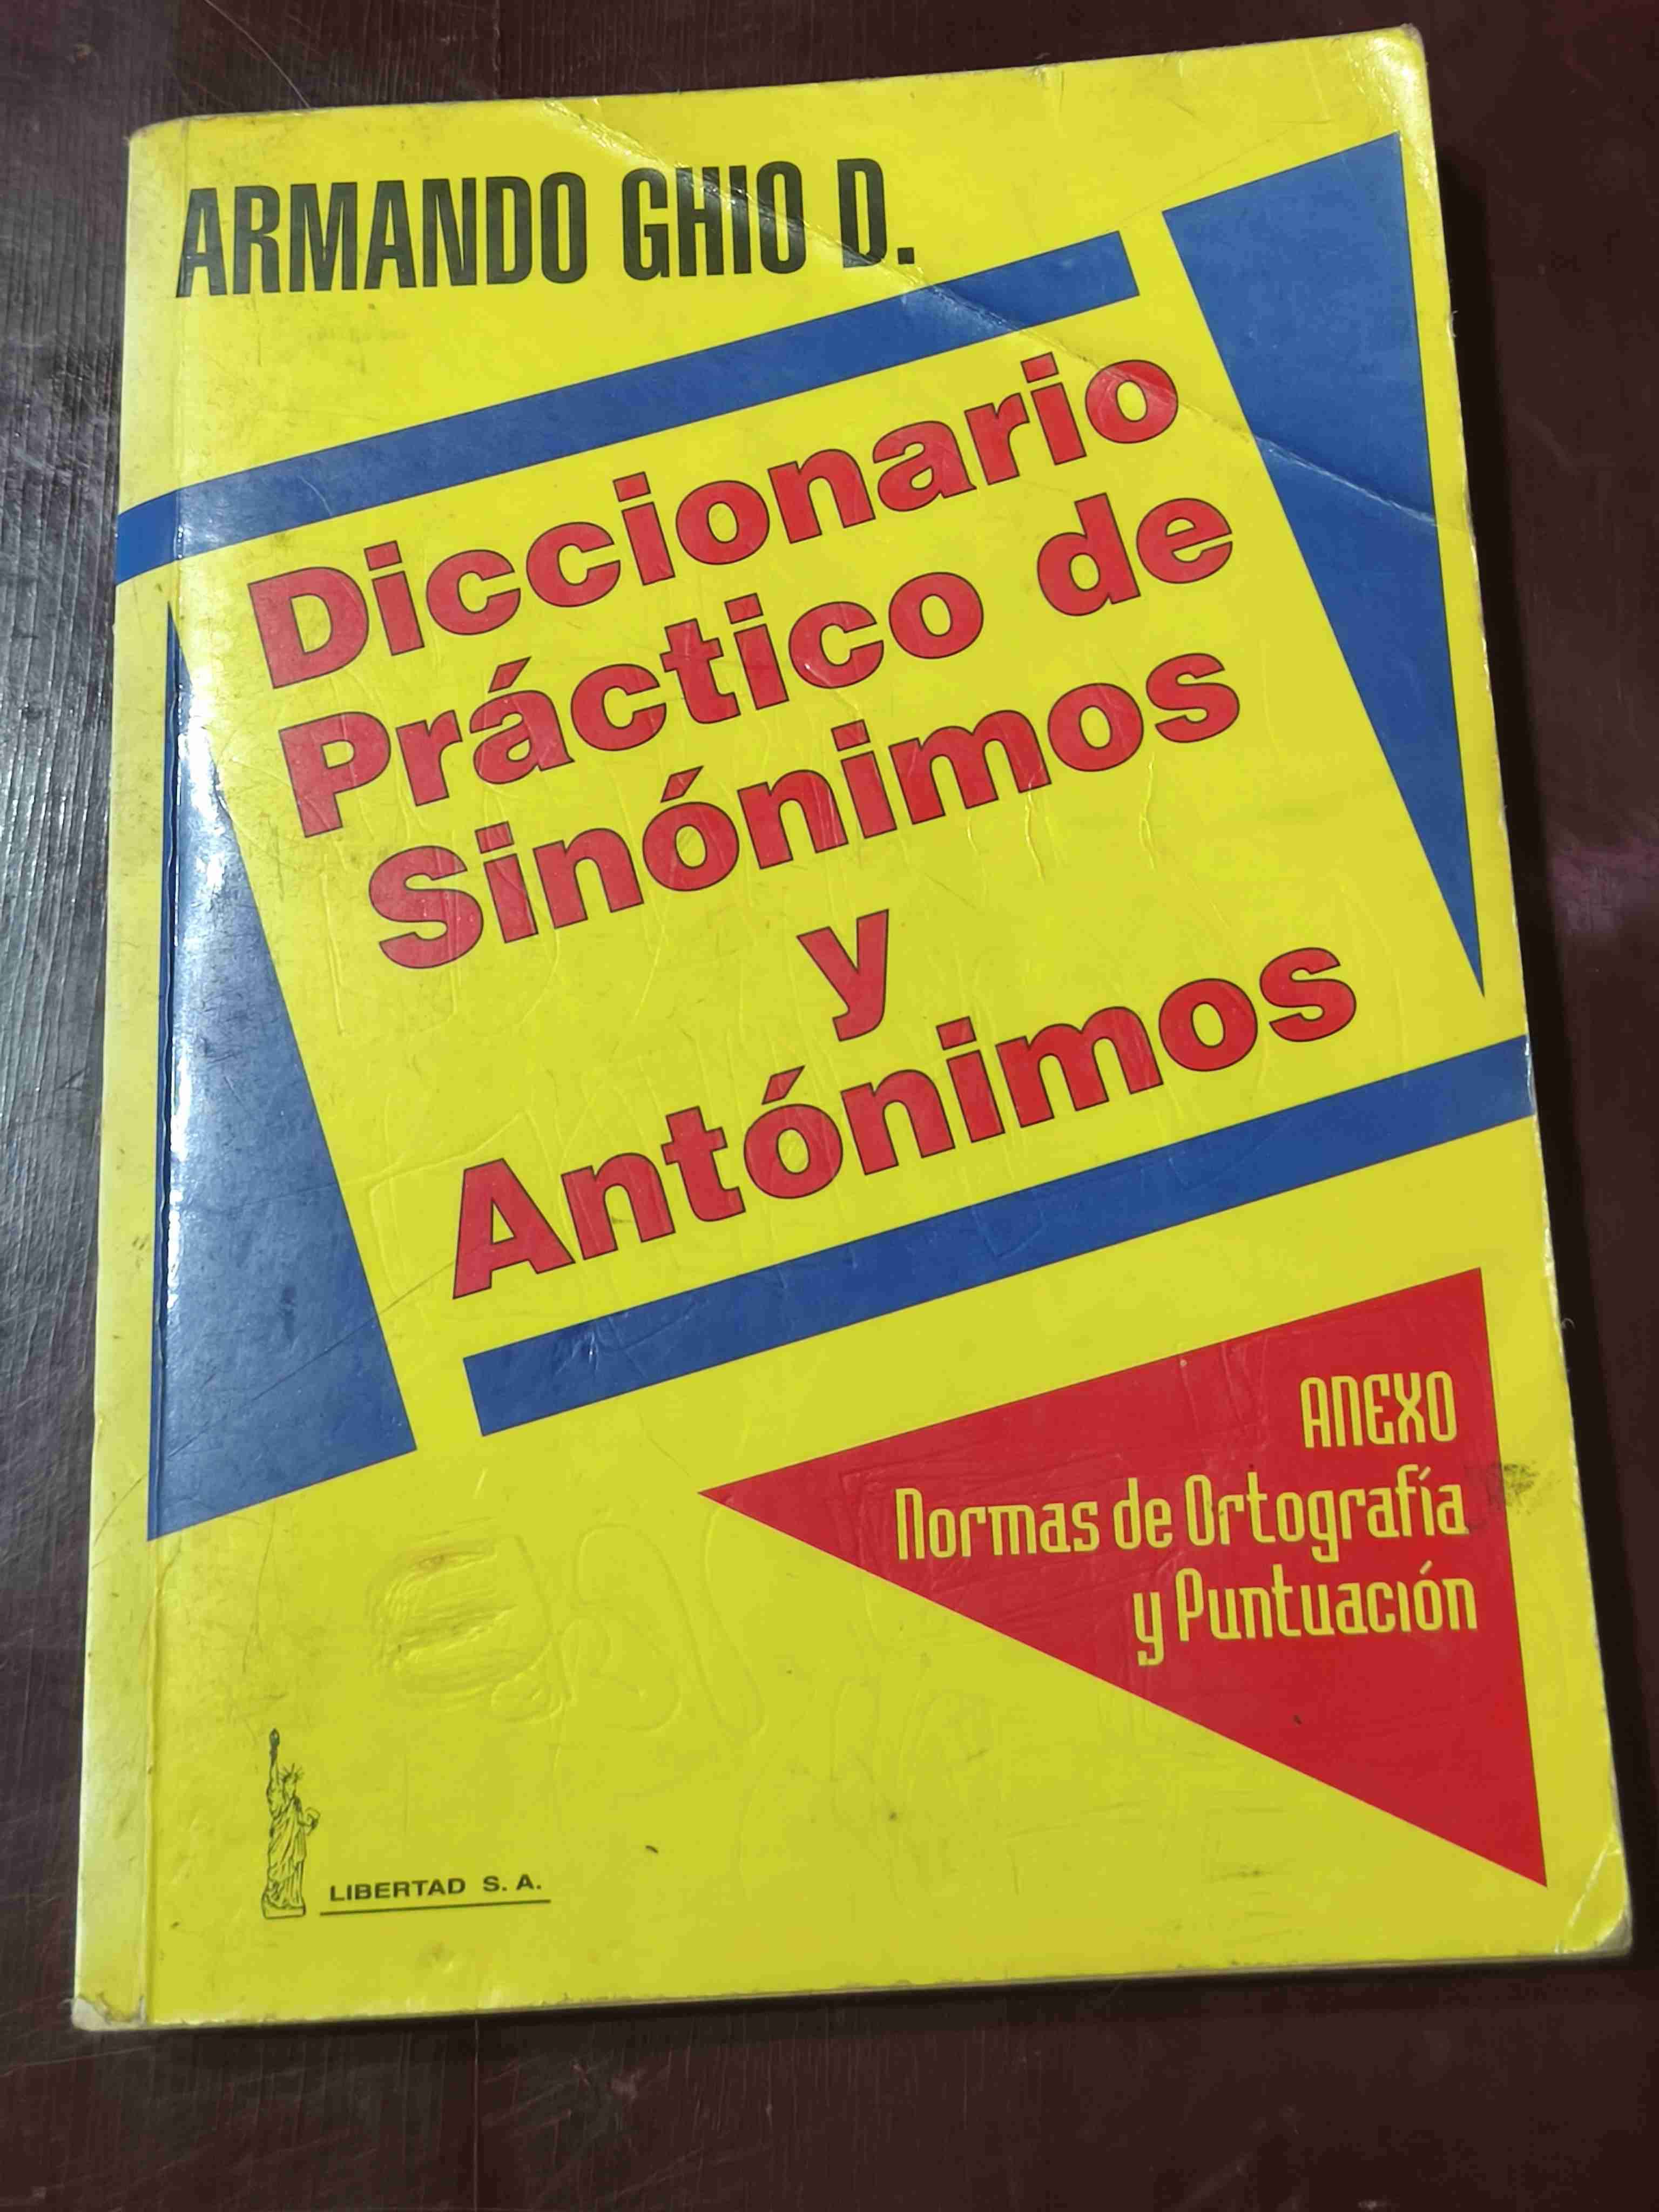 ARMANDO GHIO D.
Diccionario
Práctico de
Sinónimos
y
Antónimos
ANEXO
Normas de Ortografía
y Puntuación
LIBERTAD S. A.